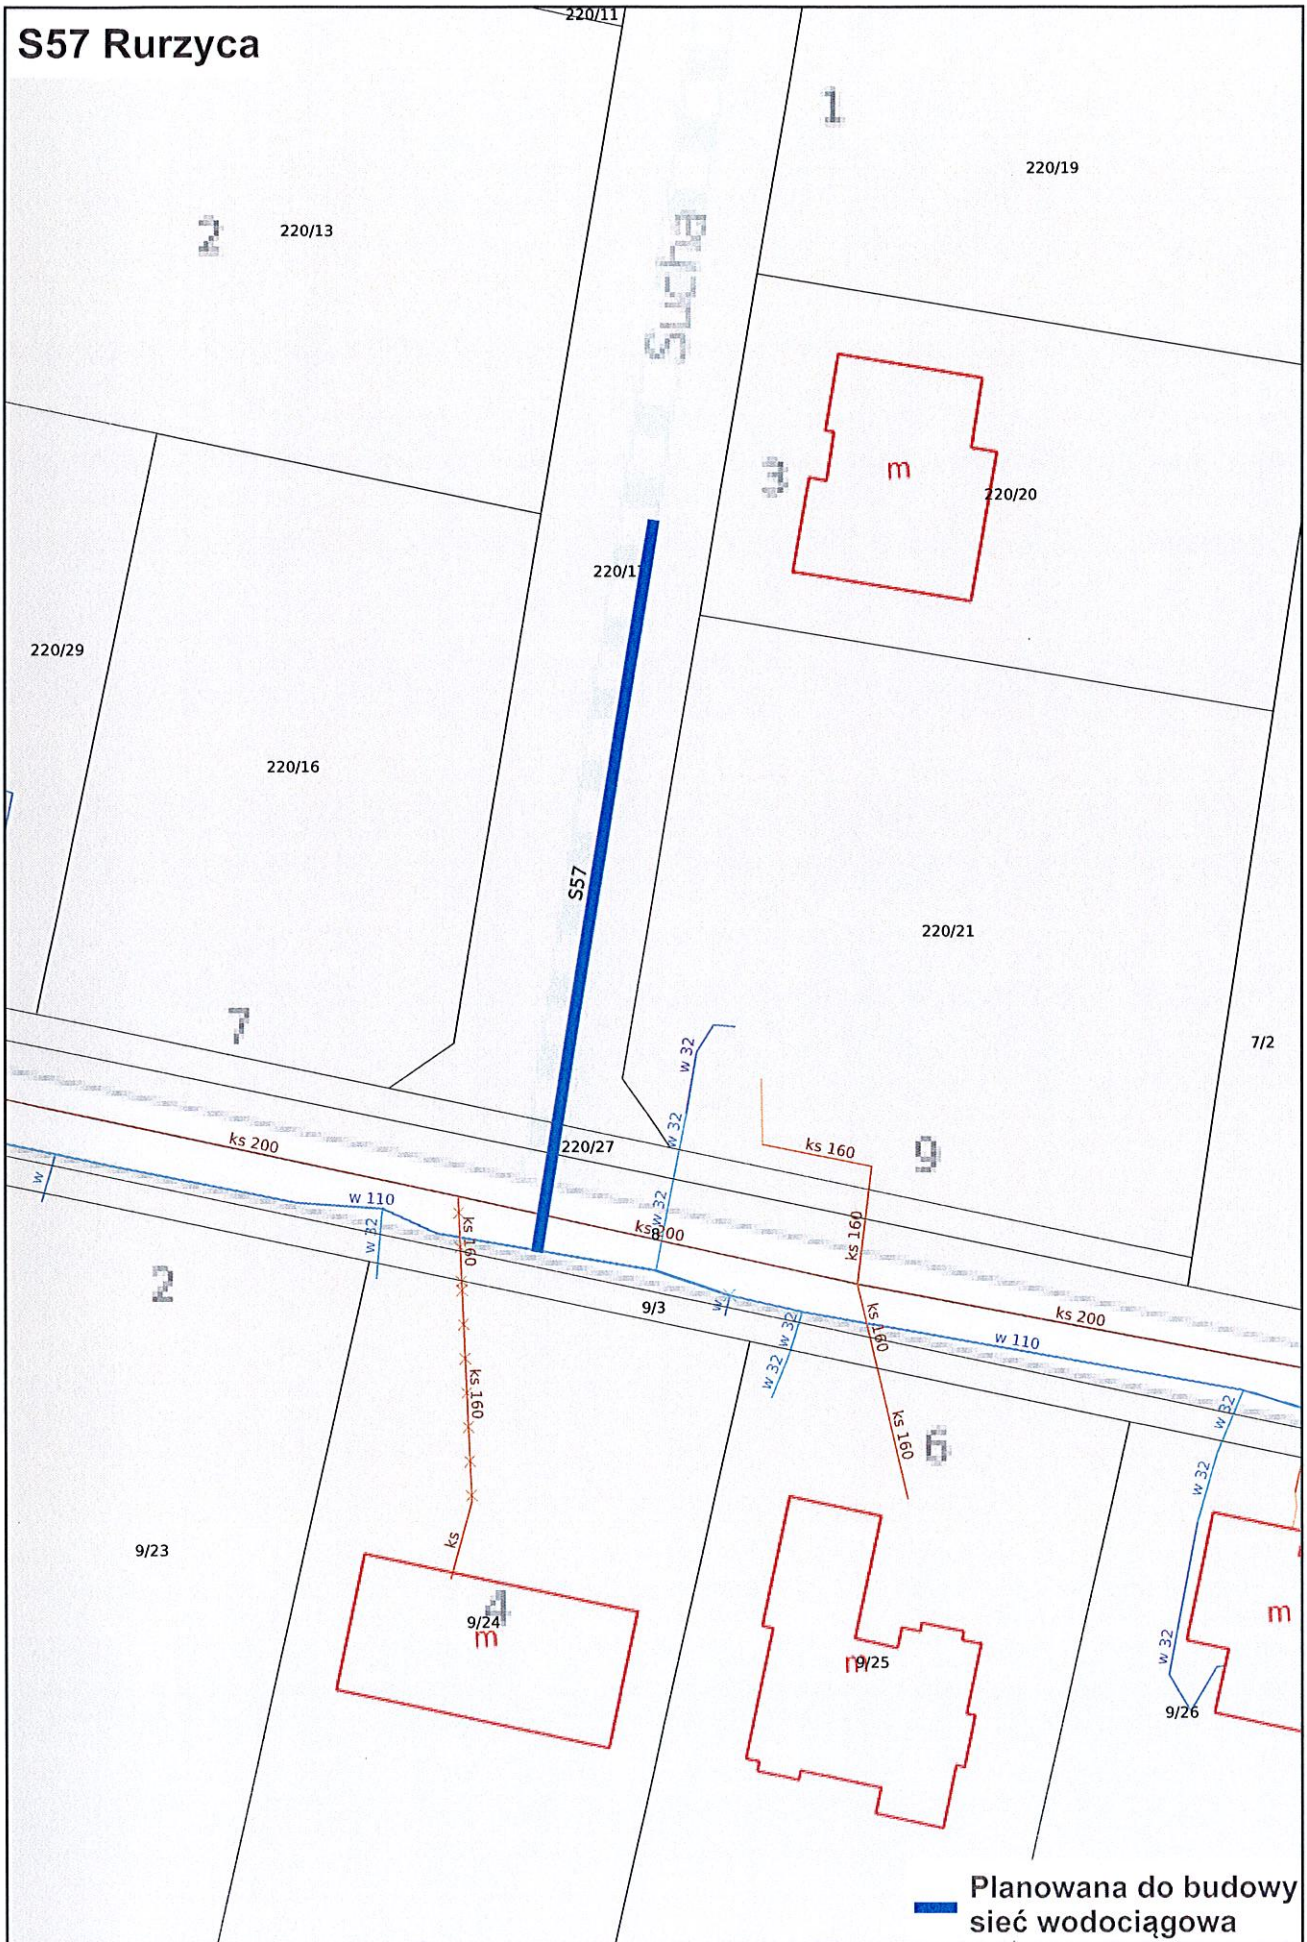 220/11
S57 Rurzyca
1
220/19
2
220/13
Sucha
3
m
220/20
220/1
220/29
220/16
S57
220/21
7
7/2
w 32
w 32
220/27
ks 160
9
ks 200
w
w 110
w 32
ks 160
w 32
ks 200
8
ks 160
2
9/3
w
w 32
ks 160
ks 200
w 110
w 32
ks 160
ks 160
w 32
6
w 32
ks
9/23
4
9/24
m
m
9/25
w 32
m
9/26
Planowana do budowy
sieć wodociągowa